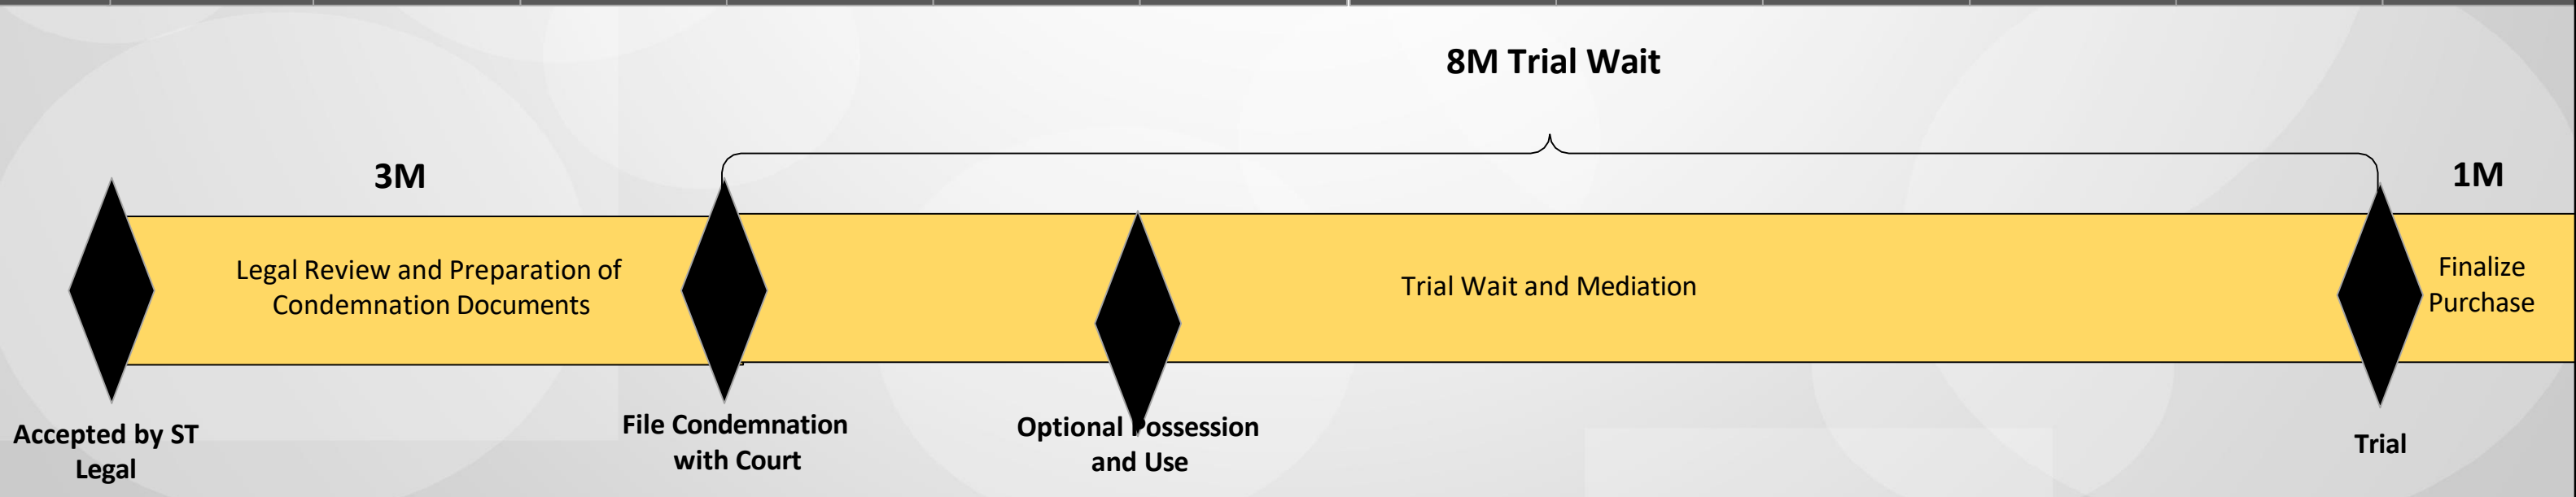 8M Trial Wait
3M
1M
Legal Review and Preparation of
Condemnation Documents
Trial Wait and Mediation
Finalize
Purchase
Accepted by ST
Legal
File Condemnation
with Court
Optional Possession
and Use
Trial